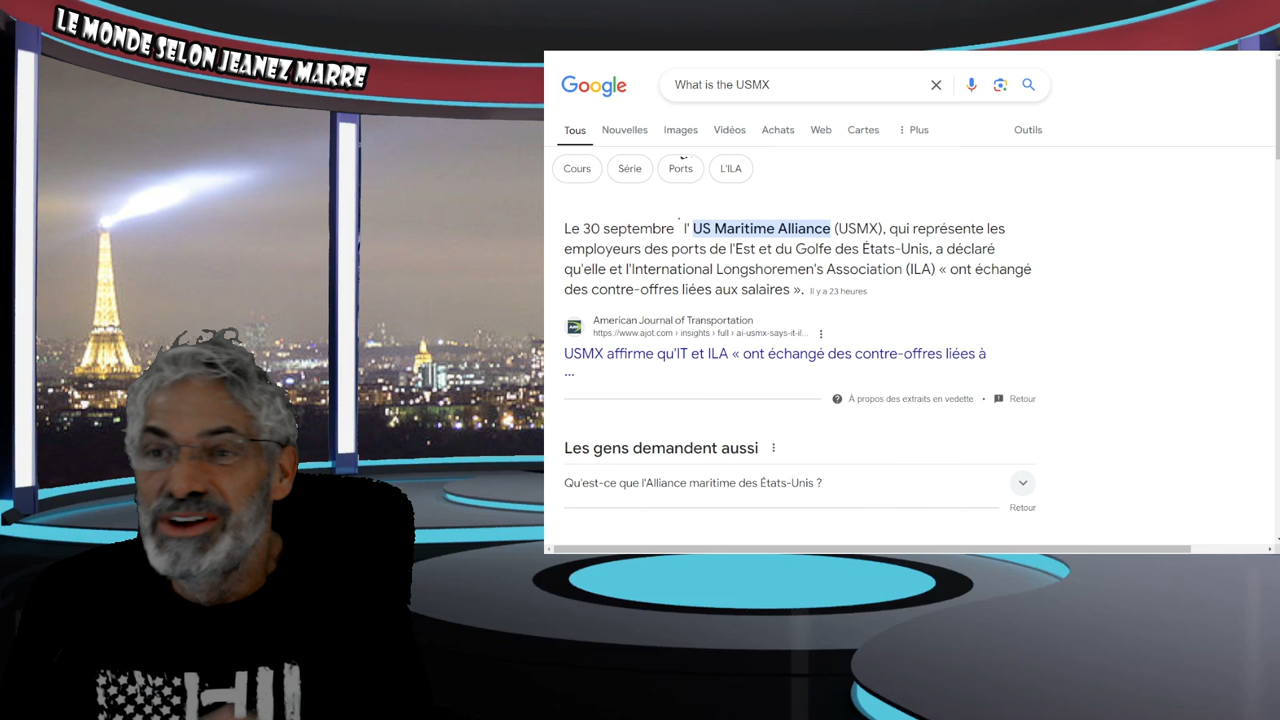 LE MONDE SELON JEANEZ MARRE
Google
What is the USMX
Tous Nouvelles Images Vidéos Achats Web Cartes Plus Outils
Cours Série Ports L'ILA
Le 30 septembre l' US Maritime Alliance (USMX), qui représente les
employeurs des ports de l'Est et du Golfe des États-Unis, a déclaré
qu'elle et l'International Longshoremen's Association (ILA) « ont échangé
des contre-offres liées aux salaires ». Il y a 23 heures
American Journal of Transportation
https://www.ajot.com › insights › full › ai-usmx-says-it-il...
USMX affirme qu'IT et ILA « ont échangé des contre-offres liées à
...
À propos des extraits en vedette • Retour
Les gens demandent aussi
Qu'est-ce que l'Alliance maritime des États-Unis ?
Retour